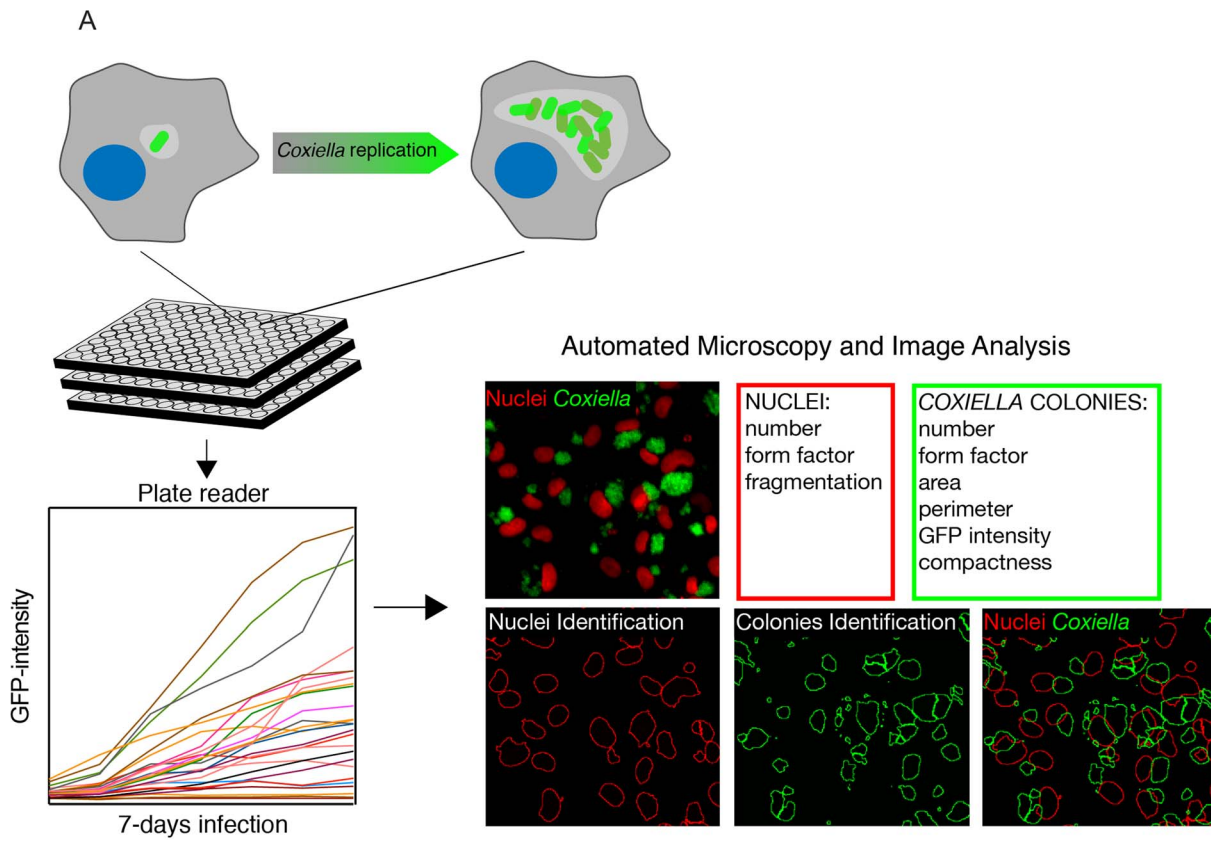 A
Coxiella replication
Automated Microscopy and Image Analysis
Plate reader
GFP-intensity
7-days infection
Nuclei Coxiella
NUCLEI:
number
form factor
fragmentation
COXIELLA COLONIES:
number
form factor
area
perimeter
GFP intensity
compactness
Nuclei Identification
Colonies Identification
Nuclei Coxiella